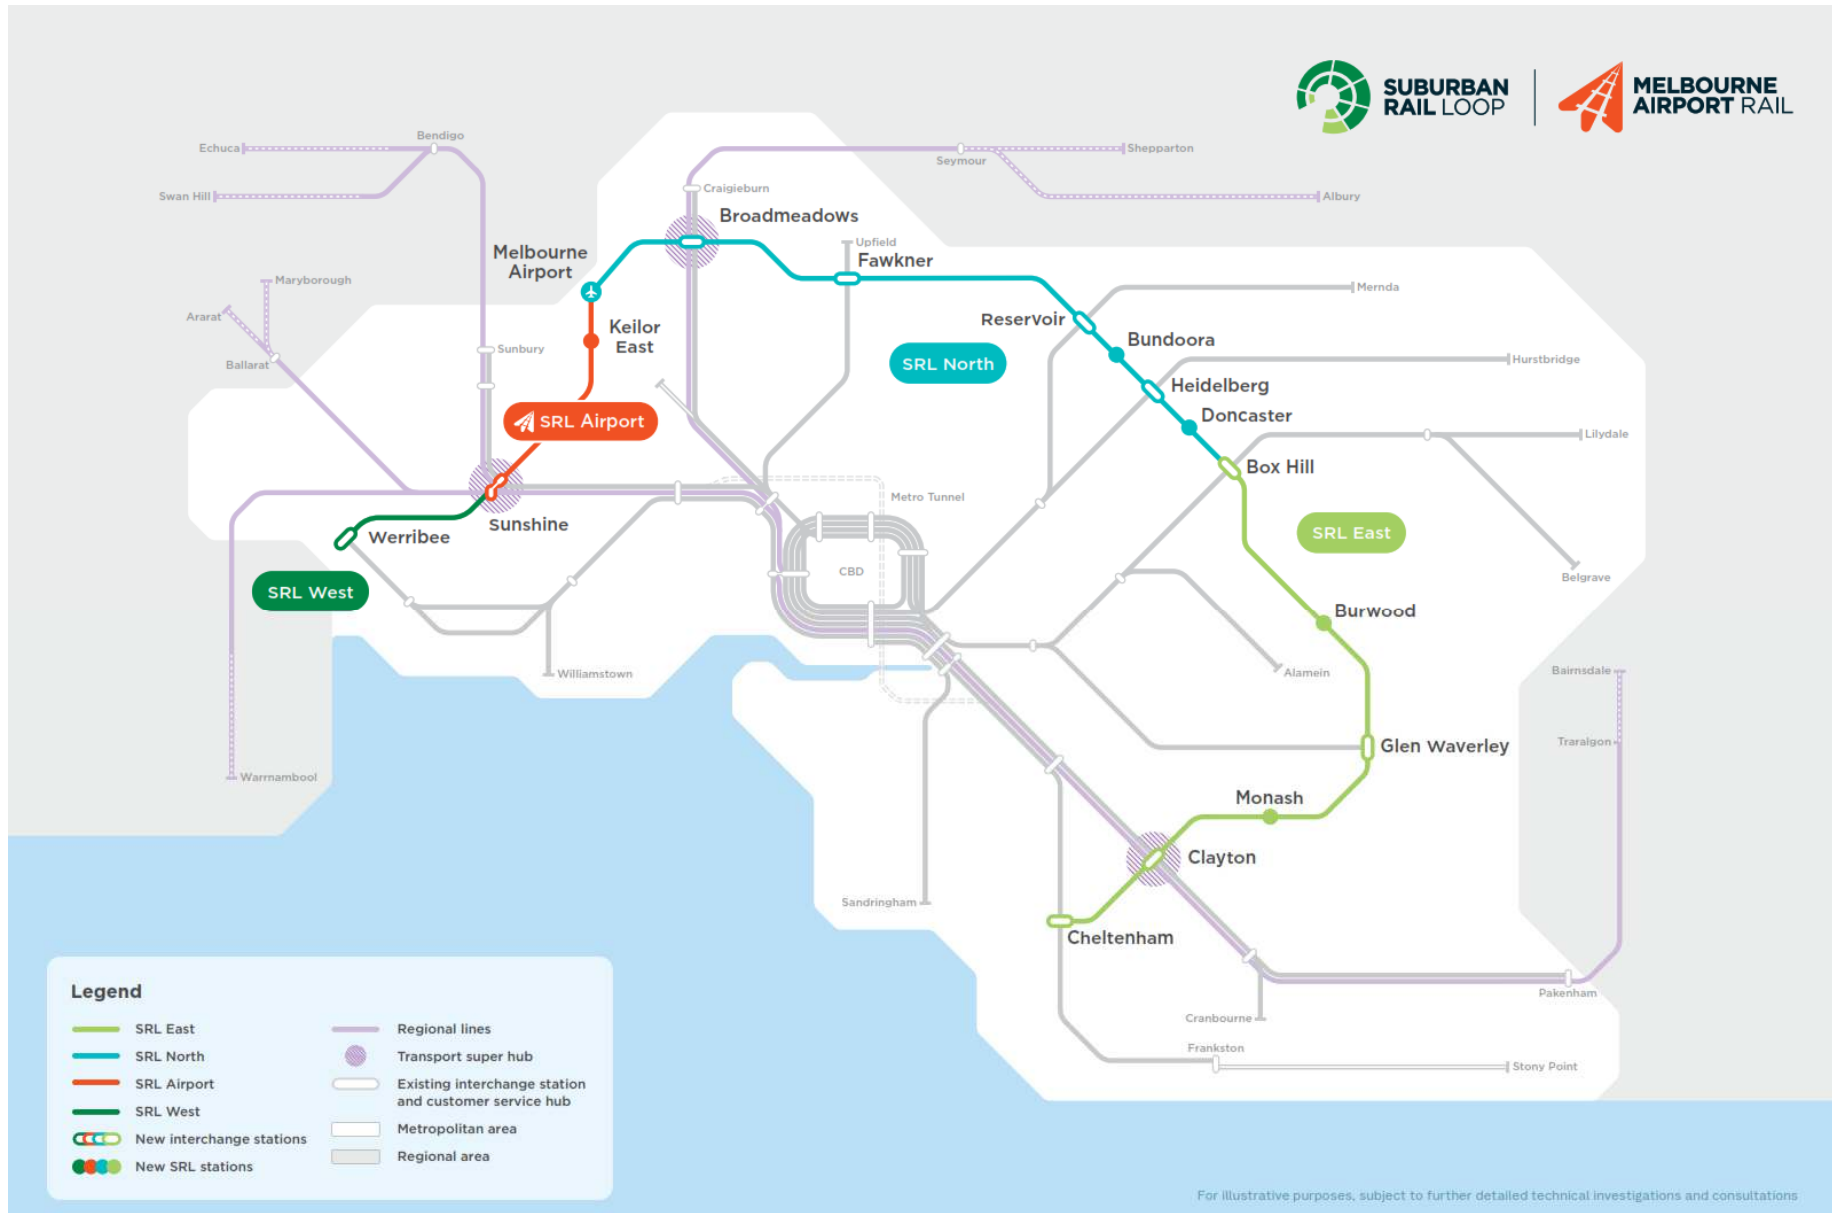 SUBURBAN
RAIL LOOP
MELBOURNE
AIRPORT RAIL
Echuca
Bendigo
Swan Hill
Craigieburn
Seymour
Shepparton
Albury
Broadmeadows
Melbourne
Airport
Upfield
Fawkner
Maryborough
Ararat
Ballarat
Sunbury
Keilor
East
Mernda
Reservoir
Bundoora
Hurstbridge
SRL North
Heidelberg
Doncaster
SRL Airport
Lilydale
Box Hill
Metro Tunnel
Sunshine
Werribee
SRL East
CBD
Belgrave
SRL West
Burwood
Williamstown
Alamein
Bairnsdale
Traralgon
Glen Waverley
Warrnambool
Monash
Clayton
Sandringham
Cheltenham
Pakenham
Cranbourne
Frankston
Stony Point
Legend
SRL East
SRL North
SRL Airport
SRL West
New interchange stations
New SRL stations
Regional lines
Transport super hub
Existing interchange station
and customer service hub
Metropolitan area
Regional area
For illustrative purposes, subject to further detailed technical investigations and consultations